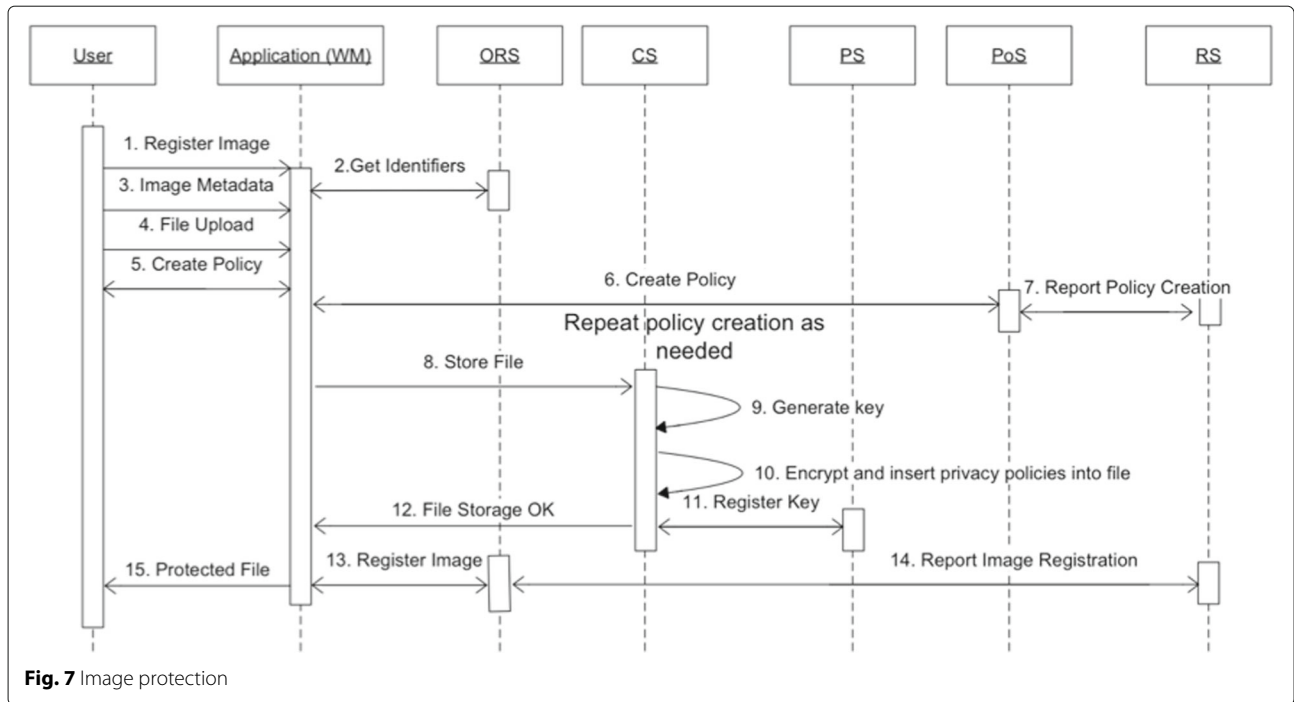 User
Application (WM)
ORS
CS
PS
PoS
RS
1. Register Image
2.Get Identifiers
3. Image Metadata
4. File Upload
5. Create Policy
6. Create Policy
7. Report Policy Creation
Repeat policy creation as
needed
8. Store File
9. Generate key
10. Encrypt and insert privacy policies into file
11. Register Key
12. File Storage OK
13. Register Image
14. Report Image Registration
15. Protected File
Fig. 7 Image protection